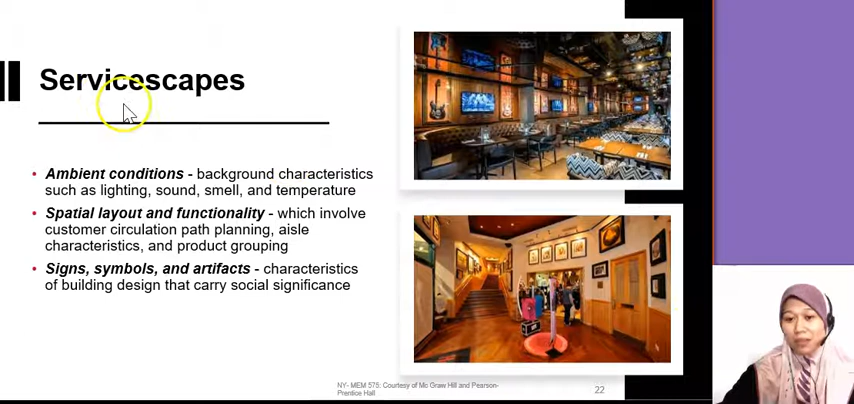 Servicescapes
• Ambient conditions - background characteristics
such as lighting, sound, smell, and temperature
• Spatial layout and functionality - which involve
customer circulation path planning, aisle
characteristics, and product grouping
• Signs, symbols, and artifacts - characteristics
of building design that carry social significance
NY- MEM 575: Courtesy of Mc Graw Hill and Pearson-
Prentice Hall
22